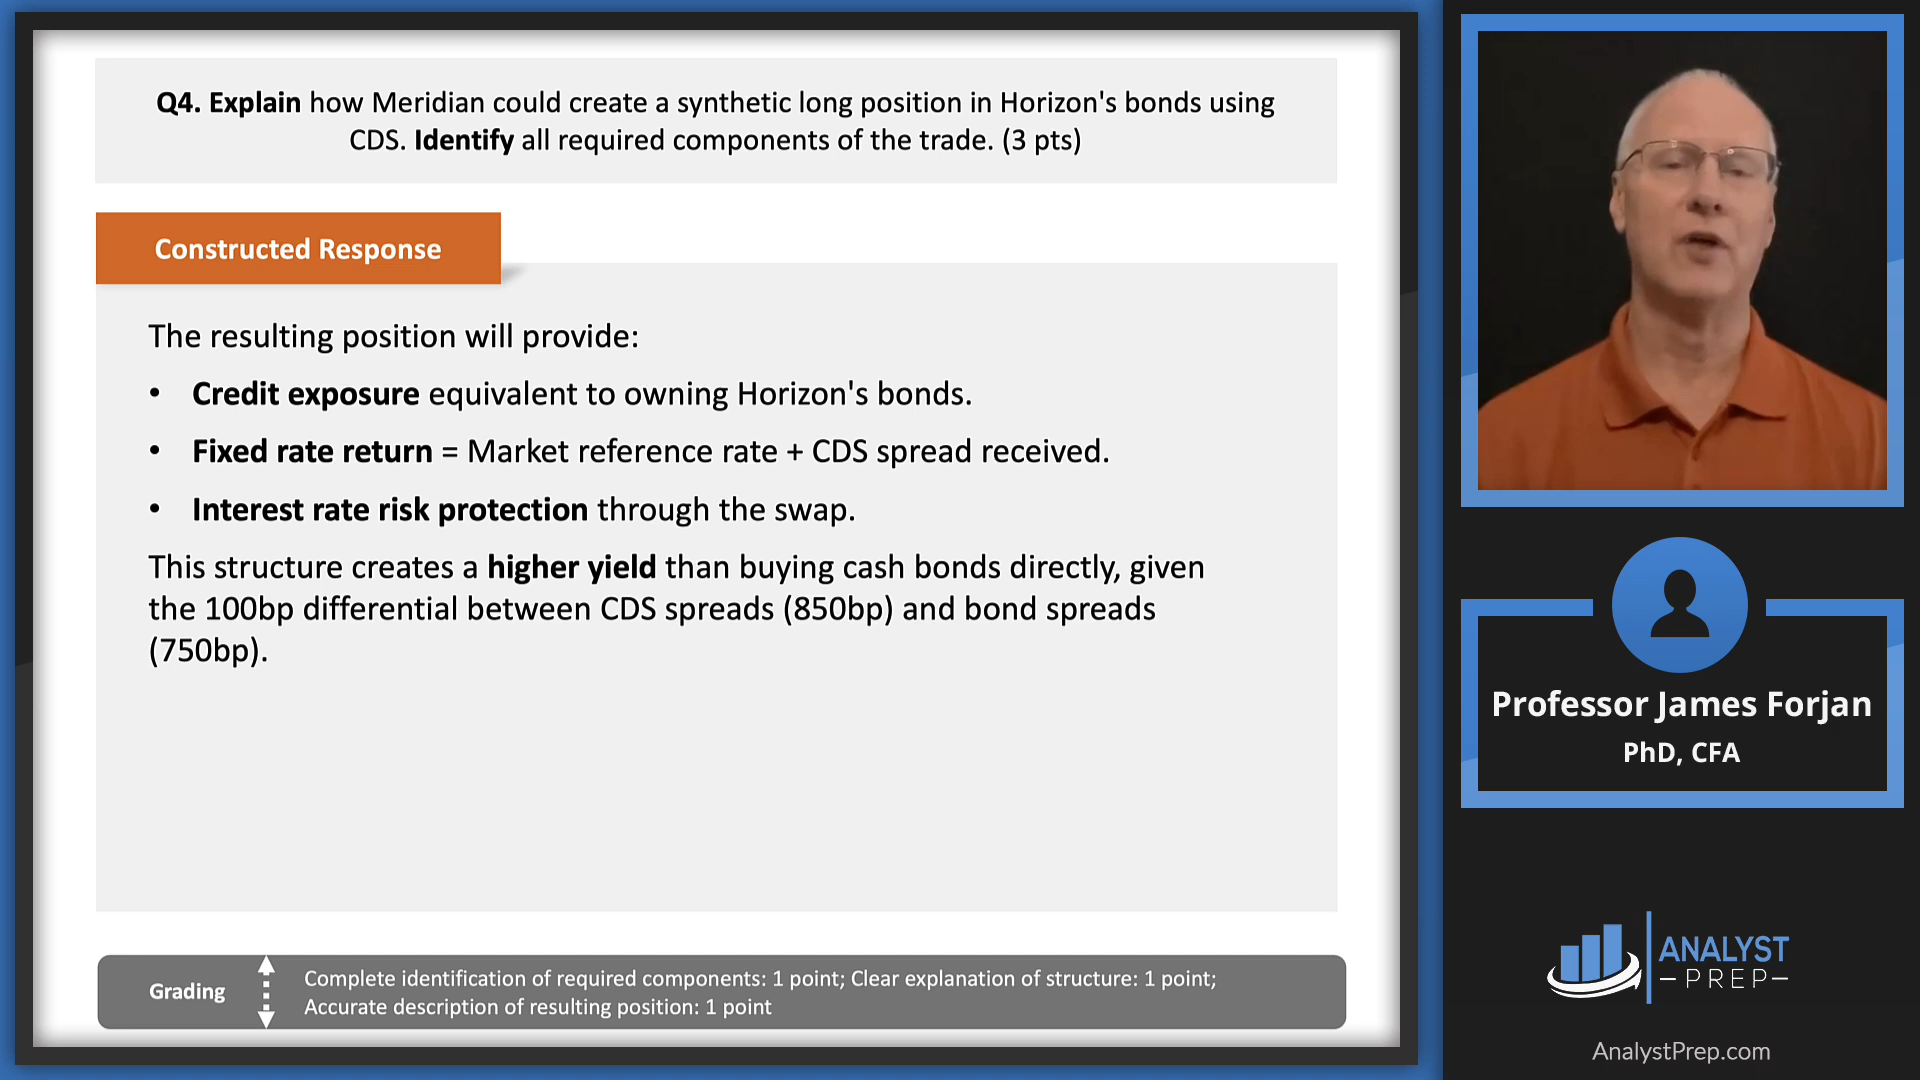 Q4. Explain how Meridian could create a synthetic long position in Horizon's bonds using
CDS. Identify all required components of the trade. (3 pts)
Constructed Response
The resulting position will provide:
• Credit exposure equivalent to owning Horizon's bonds.
• Fixed rate return = Market reference rate + CDS spread received.
• Interest rate risk protection through the swap.
This structure creates a higher yield than buying cash bonds directly, given
the 100bp differential between CDS spreads (850bp) and bond spreads
(750bp).
Grading
Complete identification of required components: 1 point; Clear explanation of structure: 1 point;
Accurate description of resulting position: 1 point
Professor James Forjan
PhD, CFA
ANALYST
PREP
AnalystPrep.com